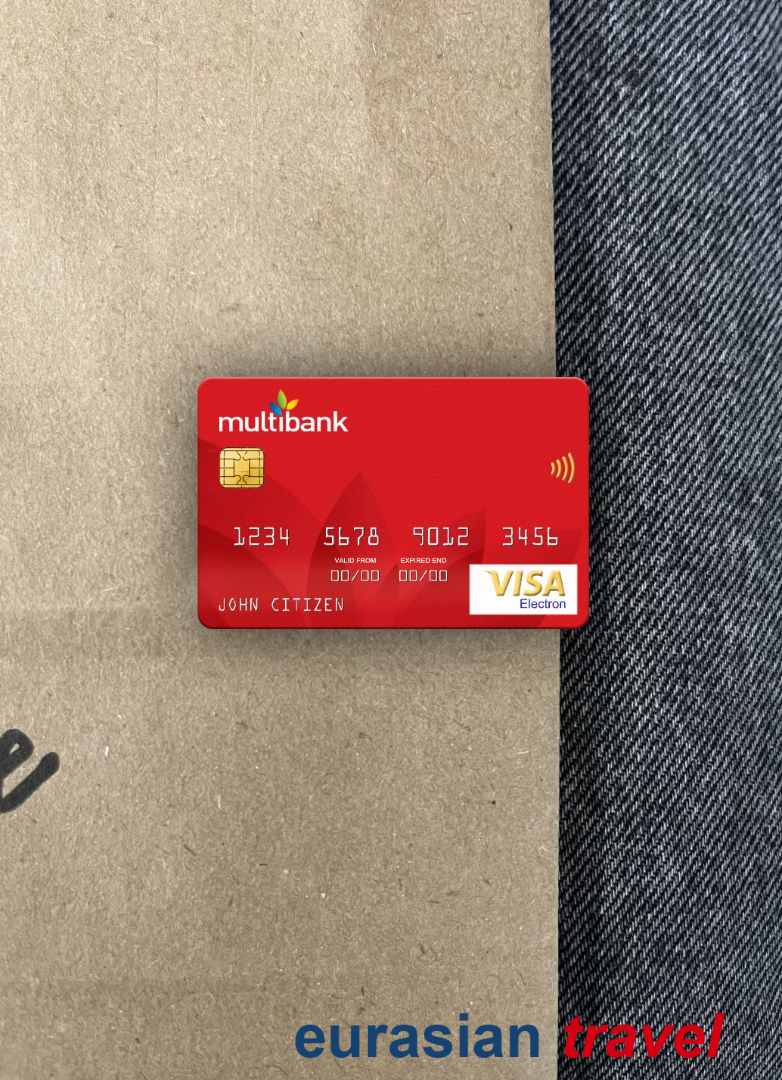 multibank
1234 5678 9012 3456
VALID FROM EXPIRED END
00/00 00/00
VISA
Electron
JOHN CITIZEN
eurasian travel